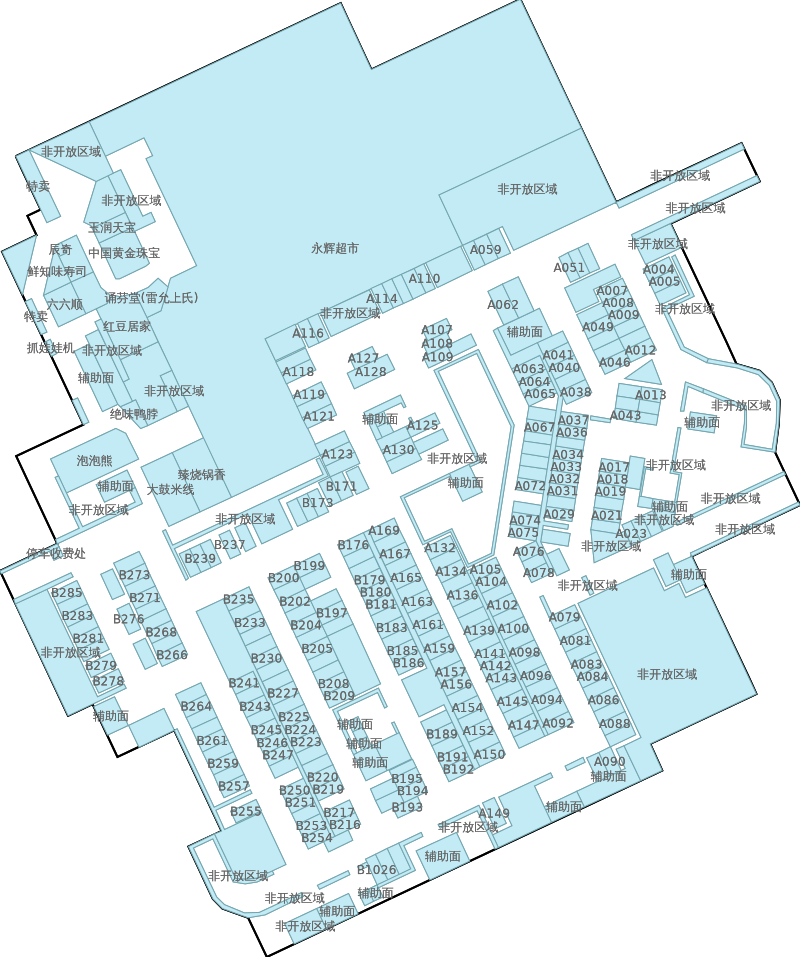 非开放区域
特卖
非开放区域
玉润天宝
辰奇
中国黄金珠宝
鲜知味寿司
六六顺
诵芬堂(雷允上氏)
特卖
红豆居家
抓娃娃机
非开放区域
辅助面
非开放区域
绝味鸭脖
泡泡熊
臻烧锅香
辅助面
大鼓米线
非开放区域
停车收费处
永辉超市
非开放区域
非开放区域
非开放区域
非开放区域
A059
A051
A004
A005
A110
A114
非开放区域
A062
A007
A008
A009
非开放区域
A116
A107
A108
A109
辅助面
A049
A012
A046
A127
A128
A118
A041
A040
A063
A064
A065
A038
A119
A121
A013
A043
非开放区域
辅助面
辅助面
A125
A067
A037
A036
A130
A123
非开放区域
A034
A033
A032
A031
A017
A018
A019
非开放区域
B171
B173
辅助面
A072
A029
A021
辅助面
非开放区域
非开放区域
非开放区域
A023
非开放区域
非开放区域
B237
B239
A074
A075
A076
A078
非开放区域
辅助面
A169
B176
A167
A132
A134
A136
A105
A104
A102
B199
B200
B202
B204
B205
B197
B179
B180
B181
B183
B185
B186
A165
A163
A161
A159
A157
A156
A154
A152
A150
A139
A100
A141
A142
A143
A098
A096
A145
A094
A147
A092
A079
A081
A083
A084
A086
A088
A090
辅助面
非开放区域
B285
B283
B281
非开放区域
B279
B278
B273
B271
B276
B268
B266
辅助面
B235
B233
B230
B241
B243
B227
B225
B245
B224
B246
B223
B247
B208
B209
辅助面
辅助面
辅助面
B264
B261
B259
B257
B255
B220
B219
B250
B251
B217
B216
B253
B254
B189
B191
B192
B195
B194
B193
A149
非开放区域
辅助面
辅助面
B1026
辅助面
非开放区域
非开放区域
辅助面
非开放区域